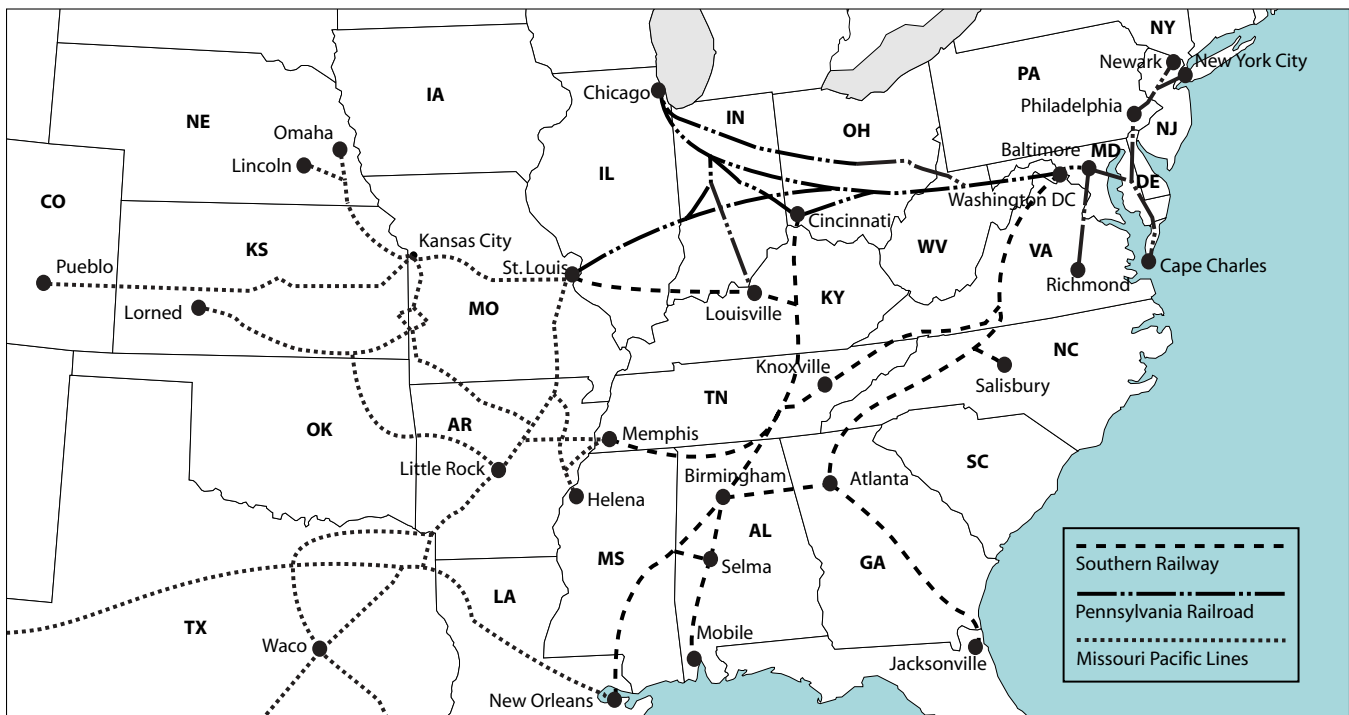 NY
Newark
New York City
PA
IA
Chicago
Philadelphia
IN
NE
OH
NJ
Omaha
Baltimore
MD
Lincoln
IL
DE
CO
Washington DC
Cincinnati
Kansas City
WV
VA
KS
Pueblo
St. Louis
Cape Charles
Richmond
KY
MO
Lorned
Louisville
NC
Knoxville
Salisbury
TN
AR
OK
Memphis
SC
Little Rock
Birmingham
Atlanta
Helena
AL
MS
GA
Selma
LA
TX
Waco
Mobile
Jacksonville
New Orleans
Southern Railway
Pennsylvania Railroad
Missouri Pacific Lines